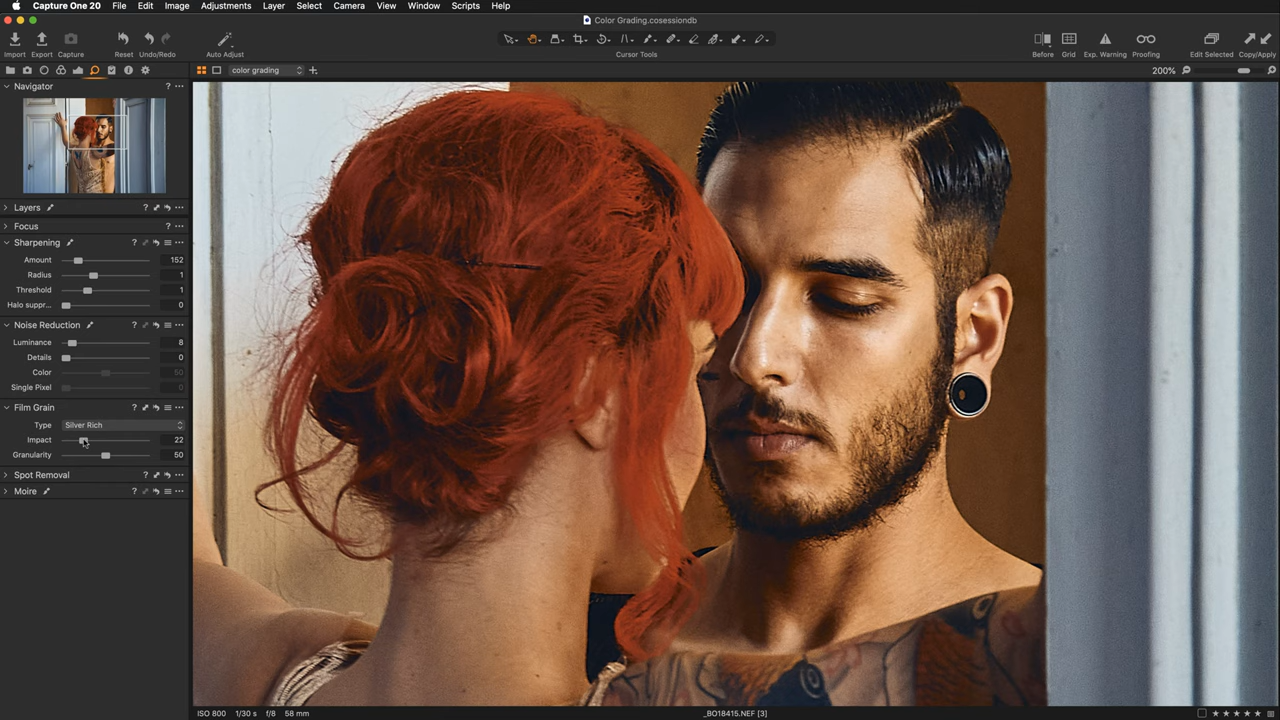 Capture One 20 File Edit Image Adjustments Layer Select Camera View Window Scripts Help
Color Grading.cosessiondb
Import Export Capture Reset Undo/Redo Auto Adjust Cursor Tools Before Grid Exp. Warning Proofing Edit Selected Copy/Apply
color grading 200%
Navigator ?
Layers ?
Focus ?
Sharpening ?
Amount 152
Radius 1
Threshold 1
Halo suppr... 0
Noise Reduction ?
Luminance 8
Details 0
Color 50
Single Pixel 0
Film Grain ?
Type Silver Rich
Impact 22
Granularity 50
Spot Removal ?
Moire ?
ISO 800 1/30 s f/8 58 mm _BO18415.NEF [3]